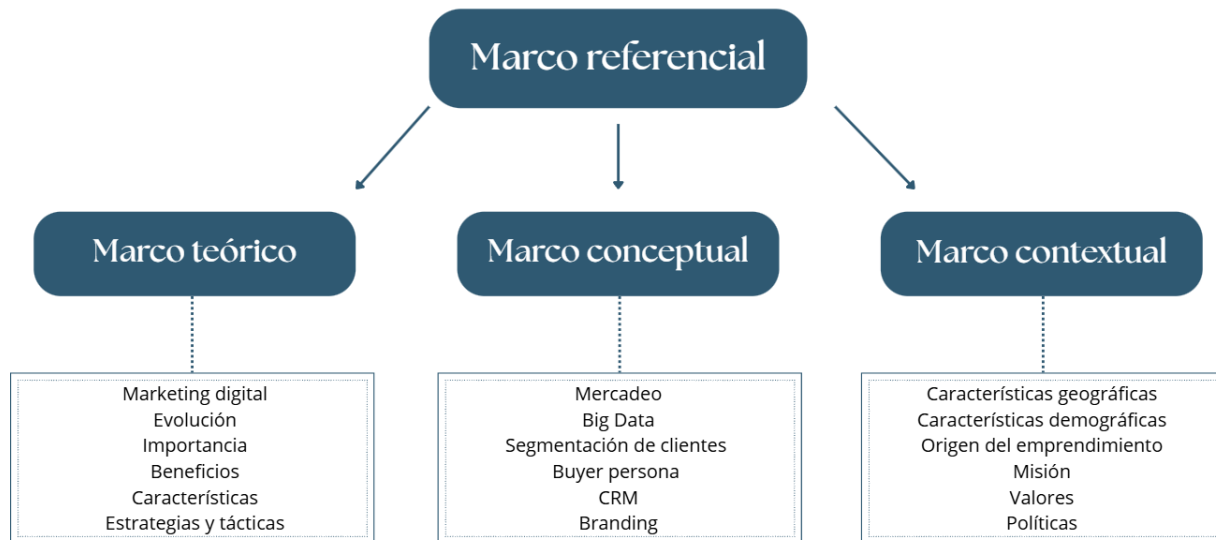 Marco referencial
Marco teórico
Marco conceptual
Marco contextual
Marketing digital
Evolución
Importancia
Beneficios
Características
Estrategias y tácticas
Mercadeo
Big Data
Segmentación de clientes
Buyer persona
CRM
Branding
Características geográficas
Características demográficas
Origen del emprendimiento
Misión
Valores
Políticas